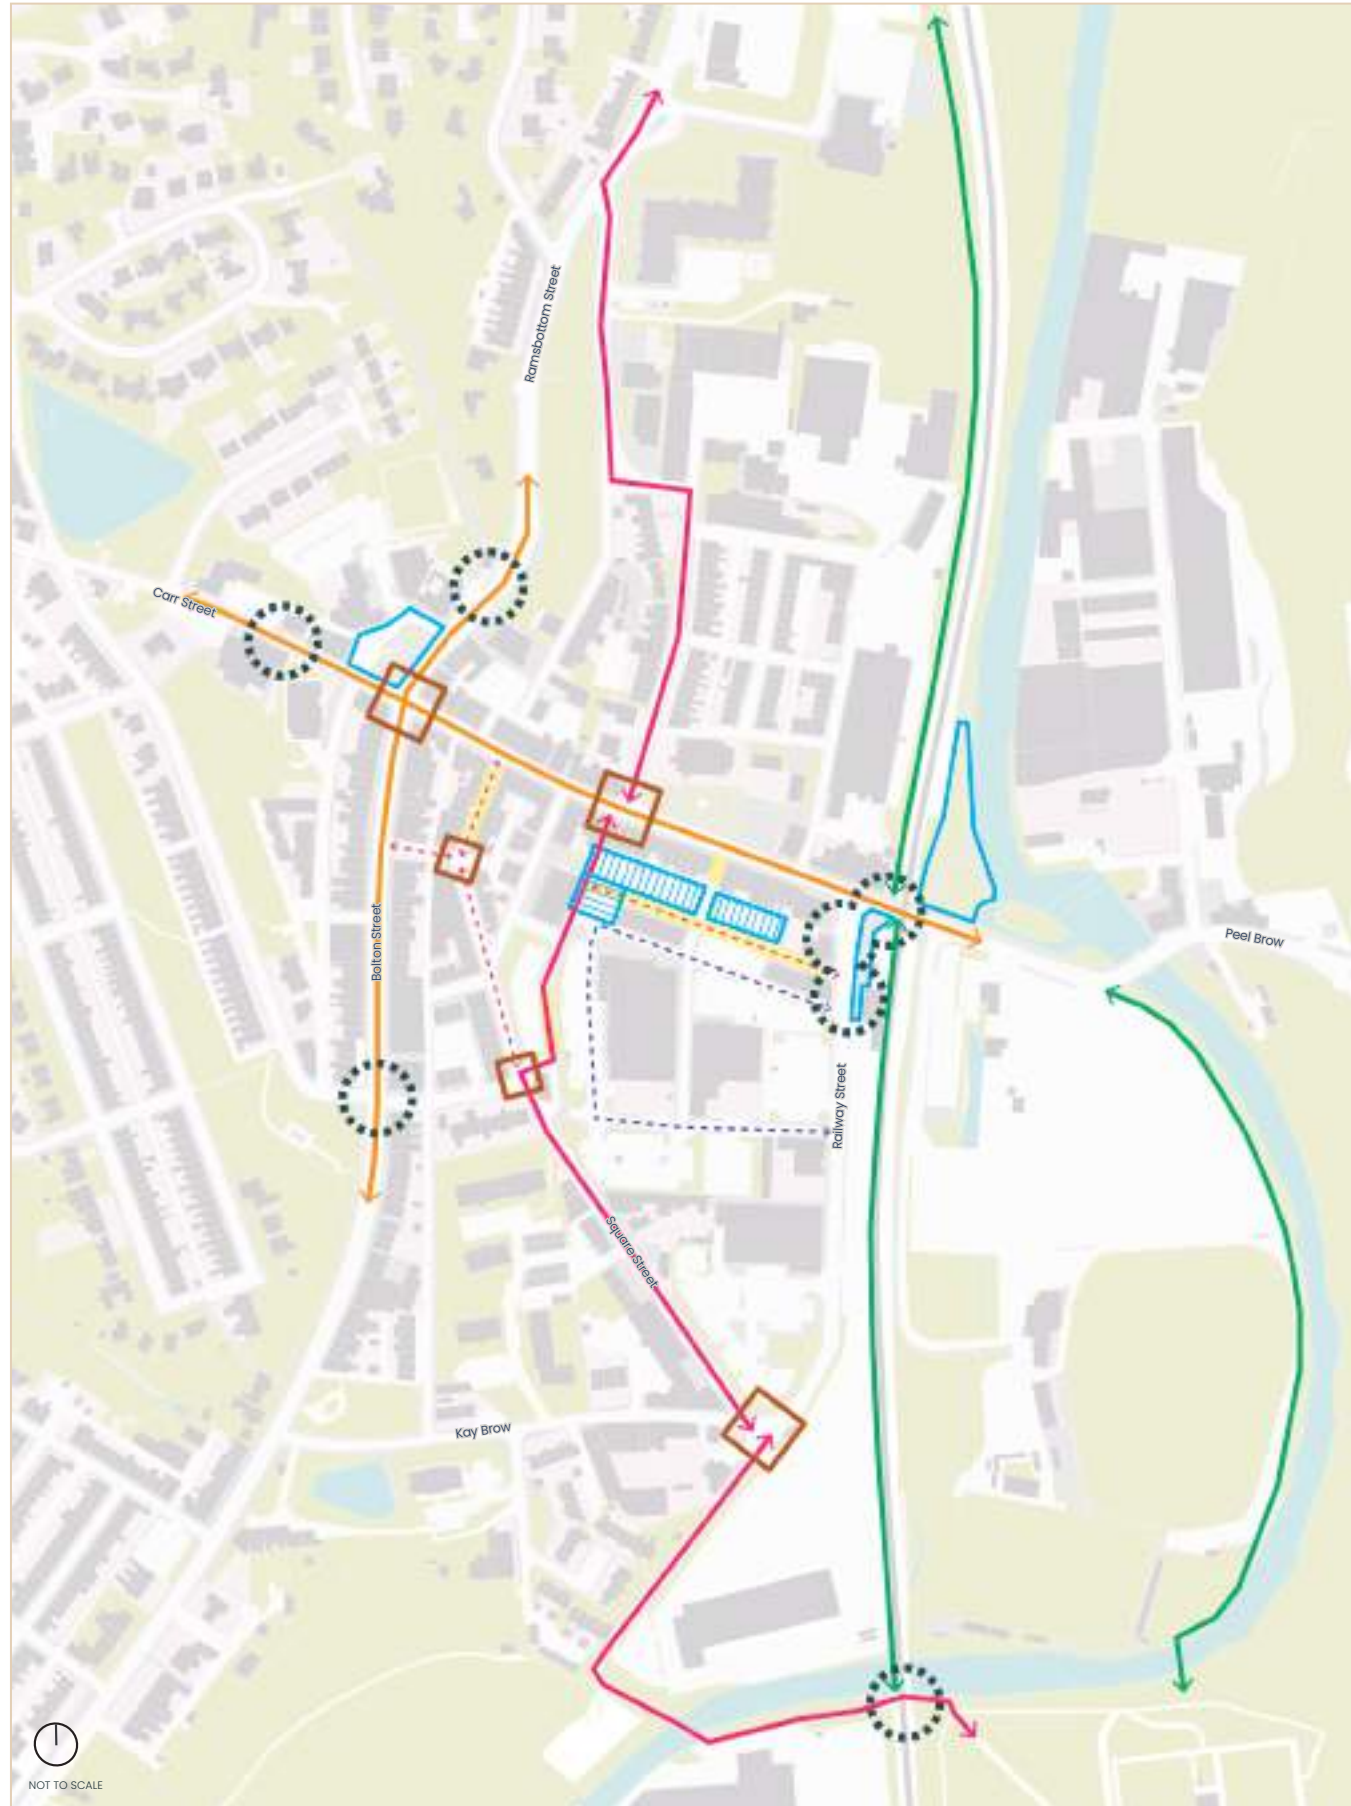 Ramsbottom Street
Carr Street
Bolton Street
Peel Brow
Railway Street
Square Street
Kay Brow
NOT TO SCALE